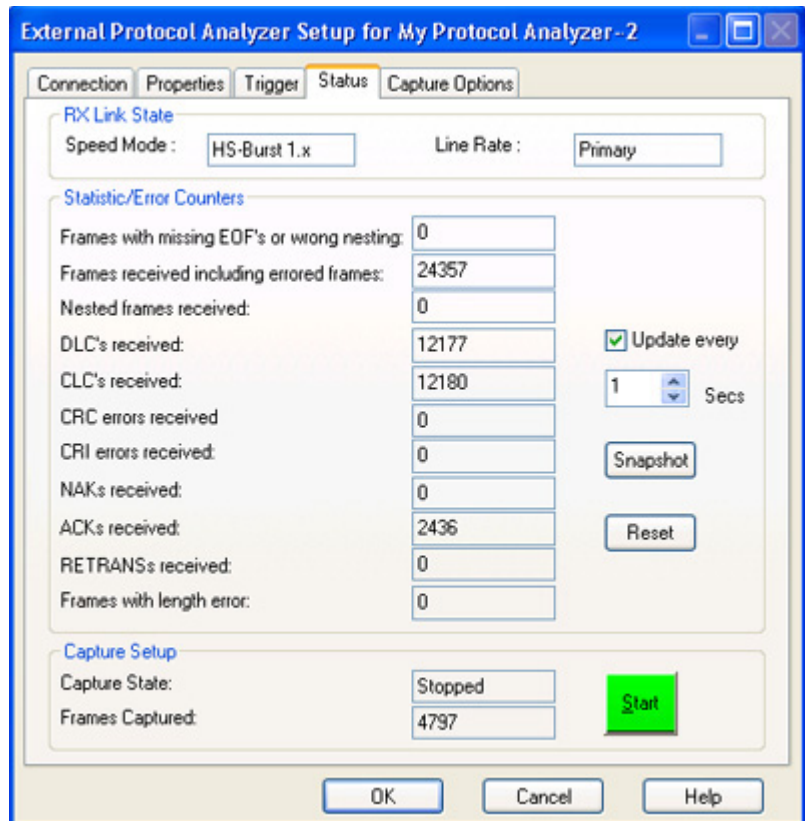 External Protocol Analyzer Setup for My Protocol Analyzer--2
Connection Properties Trigger Status Capture Options
RX Link State
Speed Mode : HS-Burst 1.x Line Rate : Primary
Statistic/Error Counters
Frames with missing EOF's or wrong nesting: 0
Frames received including errored frames: 24357
Nested frames received: 0
DLC's received: 12177 Update every
CLC's received: 12180 1 Secs
CRC errors received 0
CRI errors received: 0 Snapshot
NAKs received: 0
ACKs received: 2436 Reset
RETRANSs received: 0
Frames with length error: 0
Capture Setup
Capture State: Stopped Start
Frames Captured: 4797
OK Cancel Help